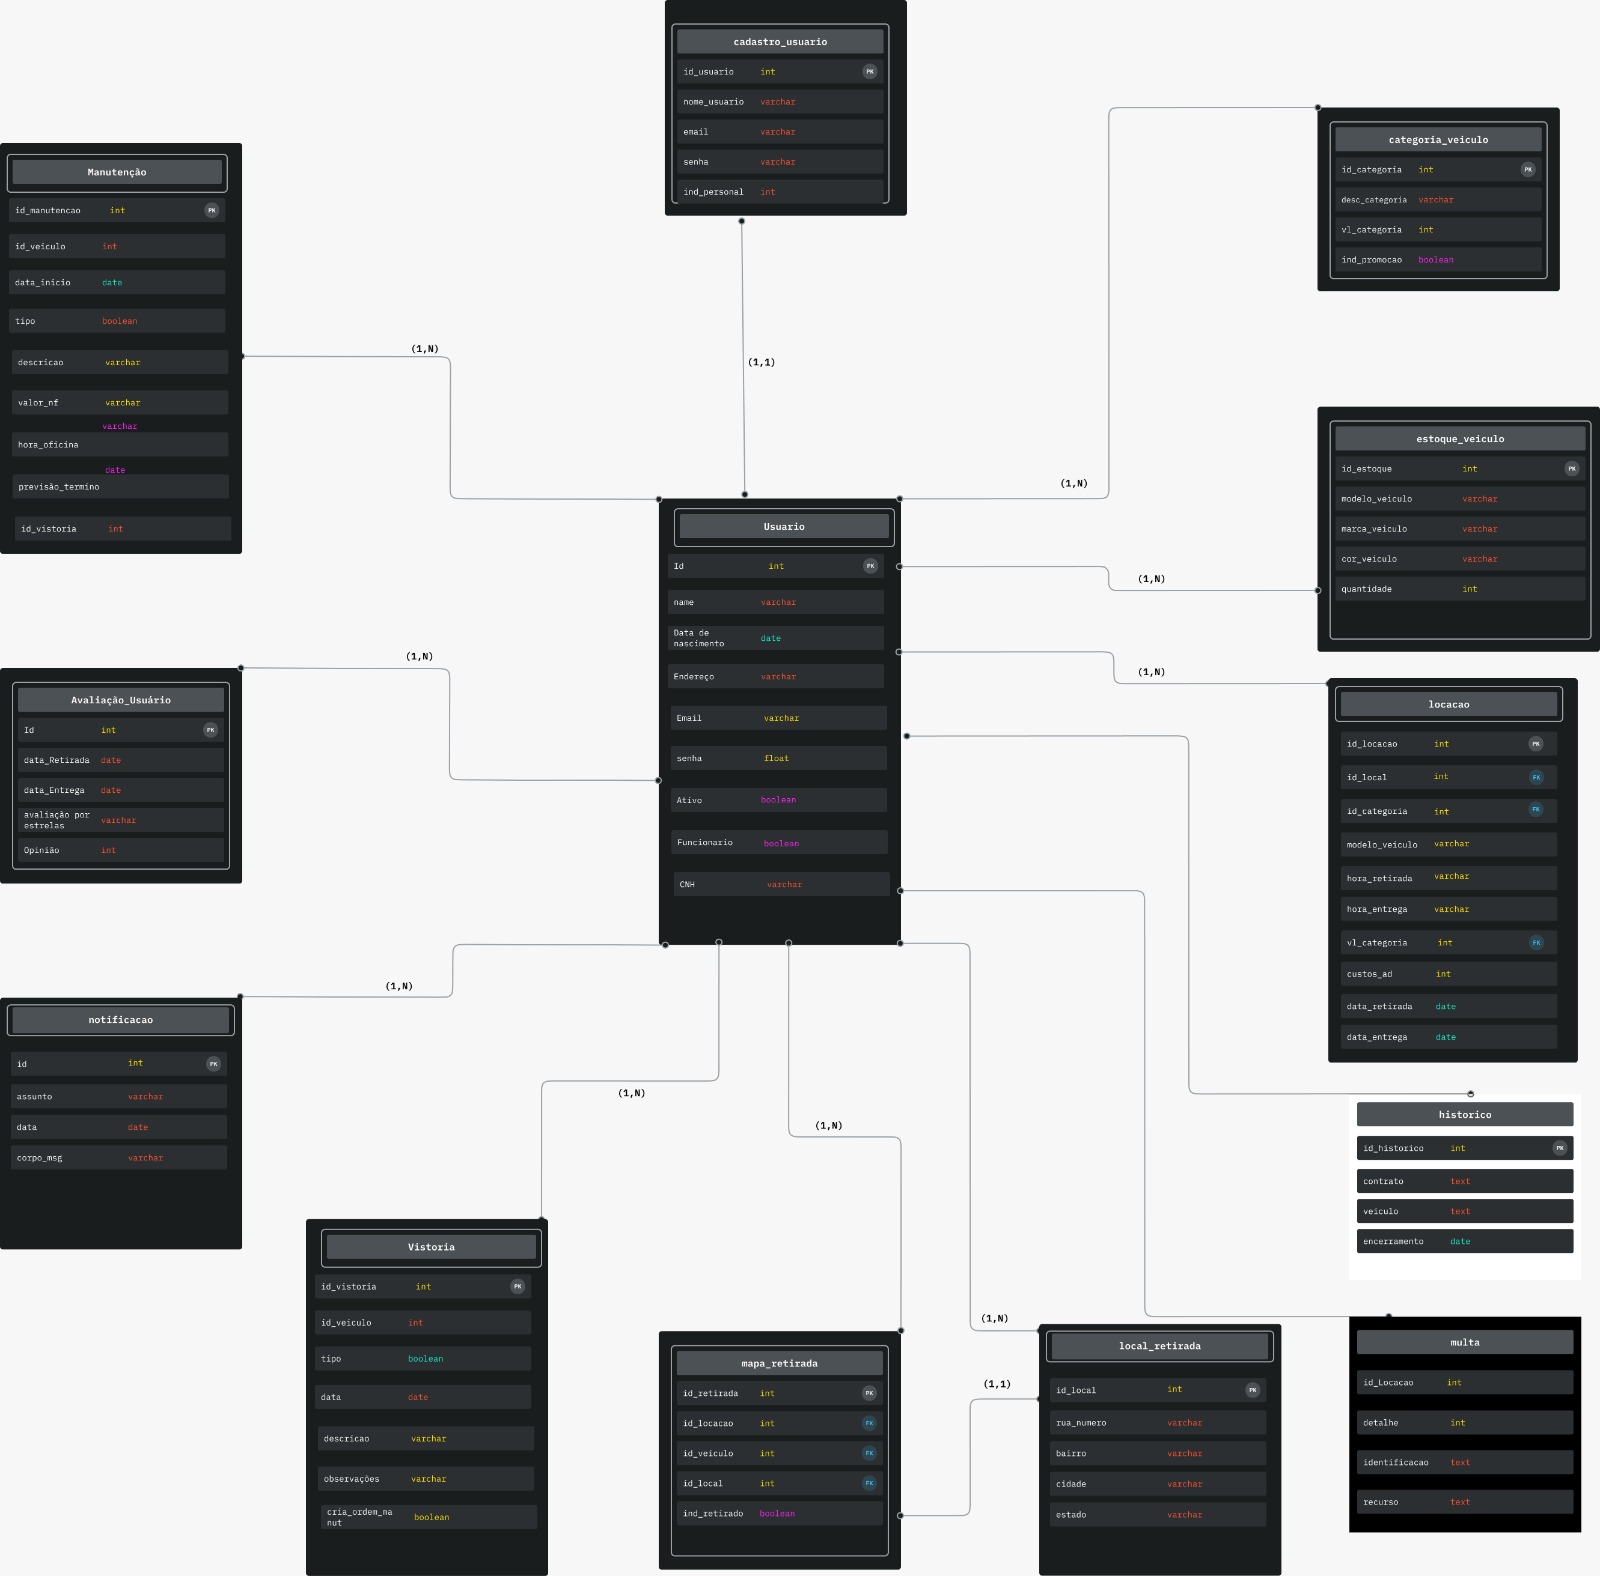 cadastro_usuario
id_usuario int PK
nome_usuario varchar
email varchar
senha varchar
ind_personal int
(1,1)
categoria_veiculo
id_categoria int PK
desc_categoria varchar
vl_categoria int
ind_promocao boolean
(1,N)
Manutenção
id_manutencao int PK
id_veiculo int
data_inicio date
tipo boolean
descricao varchar
valor_nf varchar
varchar
hora_oficina
date
previsão_termino
id_vistoria int
(1,N)
estoque_veiculo
id_estoque int PK
modelo_veiculo varchar
marca_veiculo varchar
cor_veiculo varchar
quantidade int
(1,N)
Usuario
Id int PK
name varchar
Data de
nascimento date
Endereço varchar
Email varchar
senha float
Ativo boolean
Funcionario boolean
CNH varchar
(1,N)
Avaliação_Usuário
Id int PK
data_Retirada date
data_Entrega date
avaliação por
estrelas varchar
Opinião int
(1,N)
locacao
id_locacao int PK
id_local int FK
id_categoria int FK
modelo_veiculo varchar
hora_retirada varchar
hora_entrega varchar
vl_categoria int FK
custos_ad int
data_retirada date
data_entrega date
(1,N)
notificacao
id int PK
assunto varchar
data date
corpo_msg varchar
(1,N)
(1,N)
historico
id_historico int PK
contrato text
veiculo text
encerramento date
Vistoria
id_vistoria int PK
id_veiculo int
tipo boolean
data date
descricao varchar
observações varchar
cria_ordem_ma
nut boolean
mapa_retirada
id_retirada int PK
id_locacao int FK
id_veiculo int FK
id_local int FK
ind_retirado boolean
(1,N)
(1,1)
local_retirada
id_local int PK
rua_numero varchar
bairro varchar
cidade varchar
estado varchar
multa
id_Locacao int
detalhe int
identificacao text
recurso text